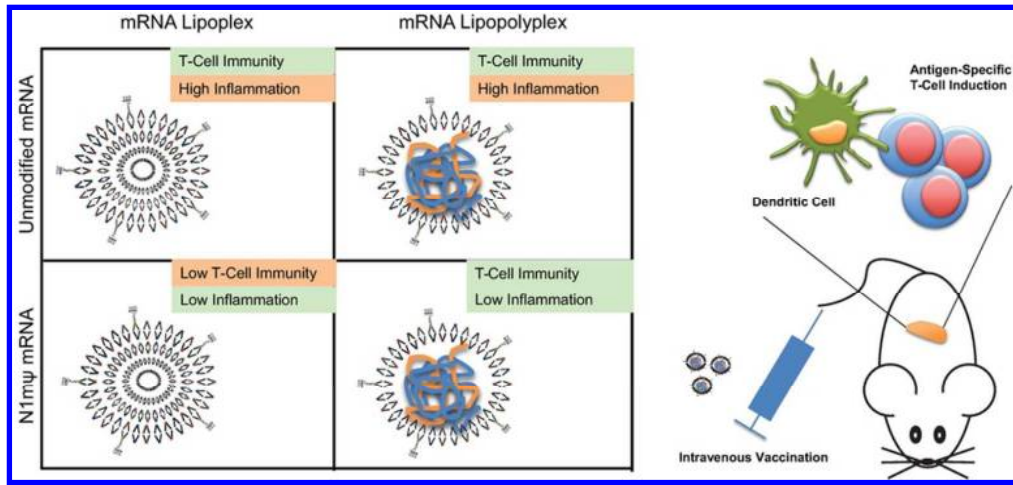 mRNA Lipoplex
mRNA Lipopolyplex
Unmodified mRNA
T-Cell Immunity
High Inflammation
T-Cell Immunity
High Inflammation
N1mψ mRNA
Low T-Cell Immunity
Low Inflammation
T-Cell Immunity
Low Inflammation
Antigen-Specific
T-Cell Induction
Dendritic Cell
Intravenous Vaccination